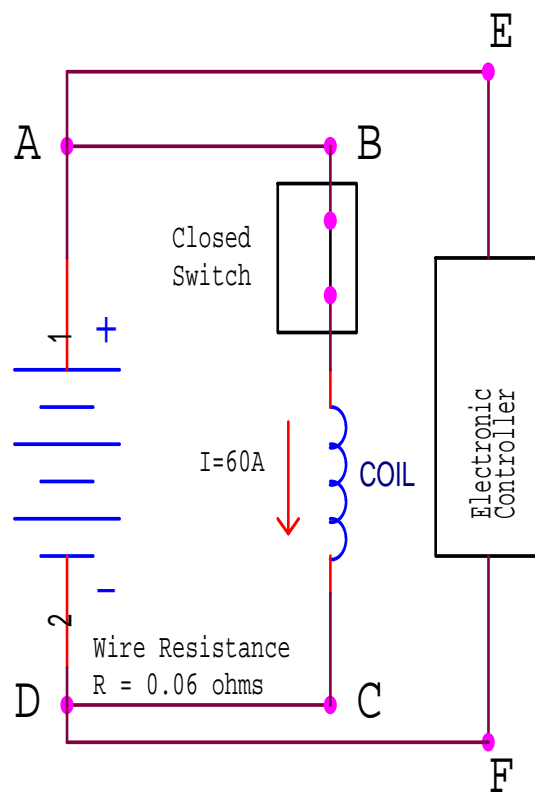 E
A
B
Closed
Switch
1
+
I=60A
COIL
Electronic
Controller
-
2
Wire Resistance
R = 0.06 ohms
D
C
F